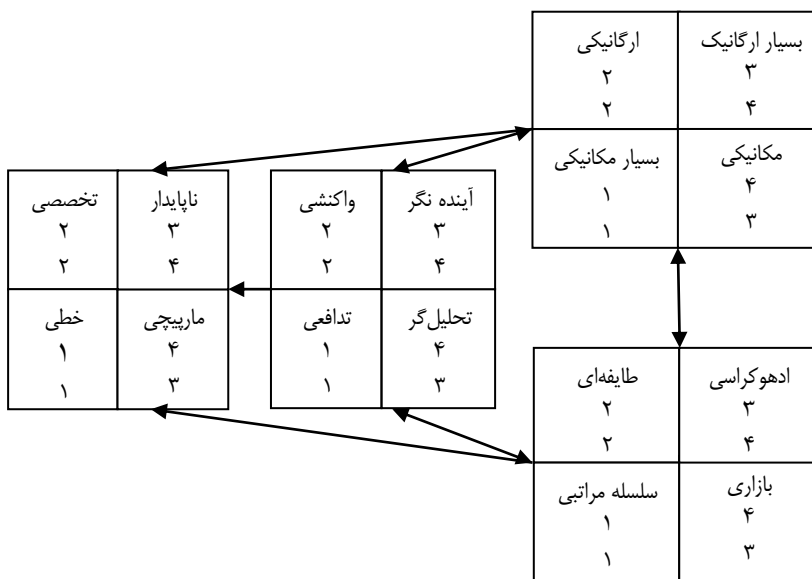 بسیار ارگانیک
۳
۴
ارگانیکی
۲
۲
مکانیکی
۴
۳
بسیار مکانیکی
۱
۱
آینده نگر
۳
۴
واکنشی
۲
۲
تحلیل‌گر
۴
۳
تدافعی
۱
۱
ناپایدار
۳
۴
تخصصی
۲
۲
مارپیچی
۴
۳
خطی
۱
۱
ادهوکراسی
۳
۴
طایفه‌ای
۲
۲
بازاری
۴
۳
سلسله مراتبی
۱
۱